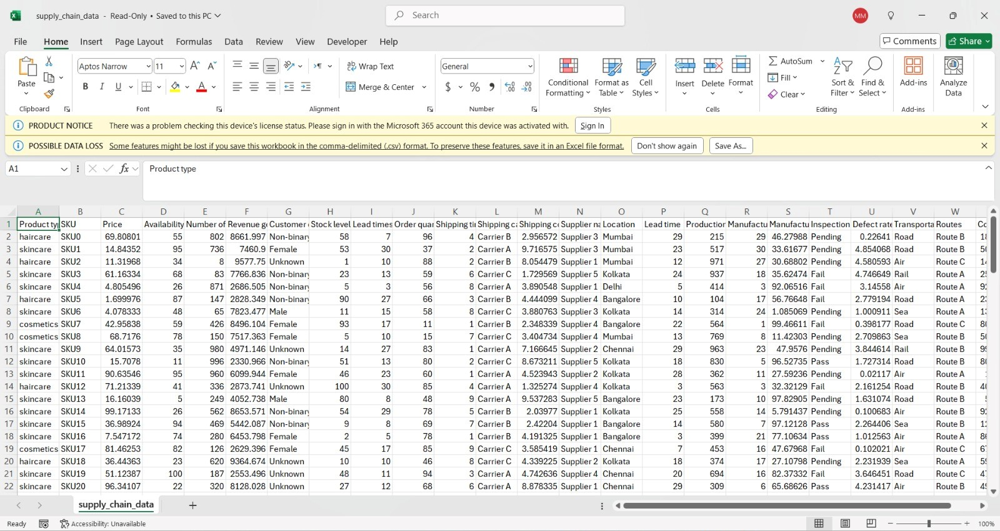 supply_chain_data - Read-Only • Saved to this PC
Search
MM
File Home Insert Page Layout Formulas Data Review View Developer Help
Comments Share
Paste
Clipboard
Aptos Narrow 11
B I U
Font
Wrap Text
Merge & Center
Alignment
General
$ % ,
Number
Conditional Formatting
Format as Table
Cell Styles
Styles
Insert Delete Format
Cells
AutoSum
Fill
Clear
Sort & Filter
Find & Select
Editing
Add-ins
Add-ins
Analyze Data
PRODUCT NOTICE There was a problem checking this device's license status. Please sign in with the Microsoft 365 account this device was activated with. Sign In
POSSIBLE DATA LOSS Some features might be lost if you save this workbook in the comma-delimited (.csv) format. To preserve these features, save it in an Excel file format. Don't show again Save As...
A1 fx Product type
A B C D E F G H I J K L M N O P Q R S T U V W
1 Product ty SKU Price Availability Number of Revenue g Customer Stock level Lead times Order quar Shipping ti Shipping ca Shipping co Supplier na Location Lead time Production Manufactu Manufactu Inspection Defect rate Transporta Routes Co
2 haircare SKU0 69.80801 55 802 8661.997 Non-binary 58 7 96 4 Carrier B 2.956572 Supplier 3 Mumbai 29 215 29 46.27988 Pending 0.22641 Road Route B
3 skincare SKU1 14.84352 95 736 7460.9 Female 53 30 37 2 Carrier A 9.716575 Supplier 3 Mumbai 23 517 30 33.61677 Pending 4.854068 Road Route B
4 haircare SKU2 11.31968 34 8 9577.75 Unknown 1 10 88 2 Carrier B 8.054479 Supplier 1 Mumbai 12 971 27 30.68802 Pending 4.580593 Air Route C
5 skincare SKU3 61.16334 68 83 7766.836 Non-binary 23 13 59 6 Carrier C 1.729569 Supplier 5 Kolkata 24 937 18 35.62474 Fail 4.746649 Rail Route A
6 skincare SKU4 4.805496 26 871 2686.505 Non-binary 5 3 56 8 Carrier A 3.890548 Supplier 1 Delhi 5 414 3 92.06516 Fail 3.14558 Air Route A
7 haircare SKU5 1.699976 87 147 2828.349 Non-binary 90 27 66 3 Carrier B 4.444099 Supplier 4 Bangalore 10 104 17 56.76648 Fail 2.779194 Road Route A
8 skincare SKU6 4.078333 48 65 7823.477 Male 11 15 58 8 Carrier C 3.880763 Supplier 3 Kolkata 14 314 24 1.085069 Pending 1.000911 Sea Route A
9 cosmetics SKU7 42.95838 59 426 8496.104 Female 93 17 11 1 Carrier B 2.348339 Supplier 4 Bangalore 22 564 1 99.46611 Fail 0.398177 Road Route C
10 cosmetics SKU8 68.7176 78 150 7517.363 Female 5 10 15 7 Carrier C 3.404734 Supplier 4 Mumbai 13 769 8 11.42303 Pending 2.709863 Sea Route B
11 skincare SKU9 64.01573 35 980 4971.146 Unknown 14 27 83 1 Carrier A 7.166645 Supplier 2 Chennai 29 963 23 47.9576 Pending 3.844614 Rail Route B
12 skincare SKU10 15.7078 11 996 2330.966 Non-binary 51 13 80 2 Carrier C 8.673211 Supplier 5 Kolkata 18 830 5 96.52735 Pass 1.727314 Road Route B
13 skincare SKU11 90.63546 95 960 6099.944 Female 46 23 60 1 Carrier A 4.523943 Supplier 2 Kolkata 28 362 11 27.59236 Pending 0.02117 Air Route A
14 haircare SKU12 71.21339 41 336 2873.741 Unknown 100 30 85 4 Carrier A 1.325274 Supplier 4 Kolkata 3 563 3 32.32129 Fail 2.161254 Road Route B
15 skincare SKU13 16.16039 5 249 4052.738 Male 80 8 48 9 Carrier A 9.537283 Supplier 5 Bangalore 23 173 10 97.82905 Pending 1.631074 Road Route B
16 skincare SKU14 99.17133 26 562 8653.571 Non-binary 54 29 78 5 Carrier B 2.03977 Supplier 1 Kolkata 25 558 14 5.791437 Pending 0.100683 Air Route B
17 skincare SKU15 36.98924 94 469 5442.087 Non-binary 9 8 69 7 Carrier B 2.42204 Supplier 1 Bangalore 14 580 7 97.12128 Pass 2.264406 Sea Route B
18 skincare SKU16 7.547172 74 280 6453.798 Female 2 5 78 1 Carrier B 4.191325 Supplier 1 Bangalore 3 399 21 77.10634 Pass 1.012563 Air Route A
19 cosmetics SKU17 81.46253 82 126 2629.396 Female 45 17 85 9 Carrier C 3.585419 Supplier 1 Chennai 7 453 16 47.67968 Fail 0.102021 Air Route C
20 haircare SKU18 36.44363 23 620 9364.674 Unknown 10 10 46 8 Carrier C 4.339225 Supplier 2 Kolkata 18 374 17 27.10798 Pending 2.231939 Sea Route A
21 skincare SKU19 51.12387 100 187 2553.496 Unknown 48 11 94 3 Carrier A 4.742636 Supplier 4 Chennai 20 694 16 82.37332 Fail 3.646451 Road Route C
22 skincare SKU20 96.34107 22 320 8128.028 Unknown 27 12 68 6 Carrier A 8.878335 Supplier 1 Chennai 29 309 6 65.68626 Pass 4.231417 Air Route B
supply_chain_data
Ready Accessibility: Unavailable 100%